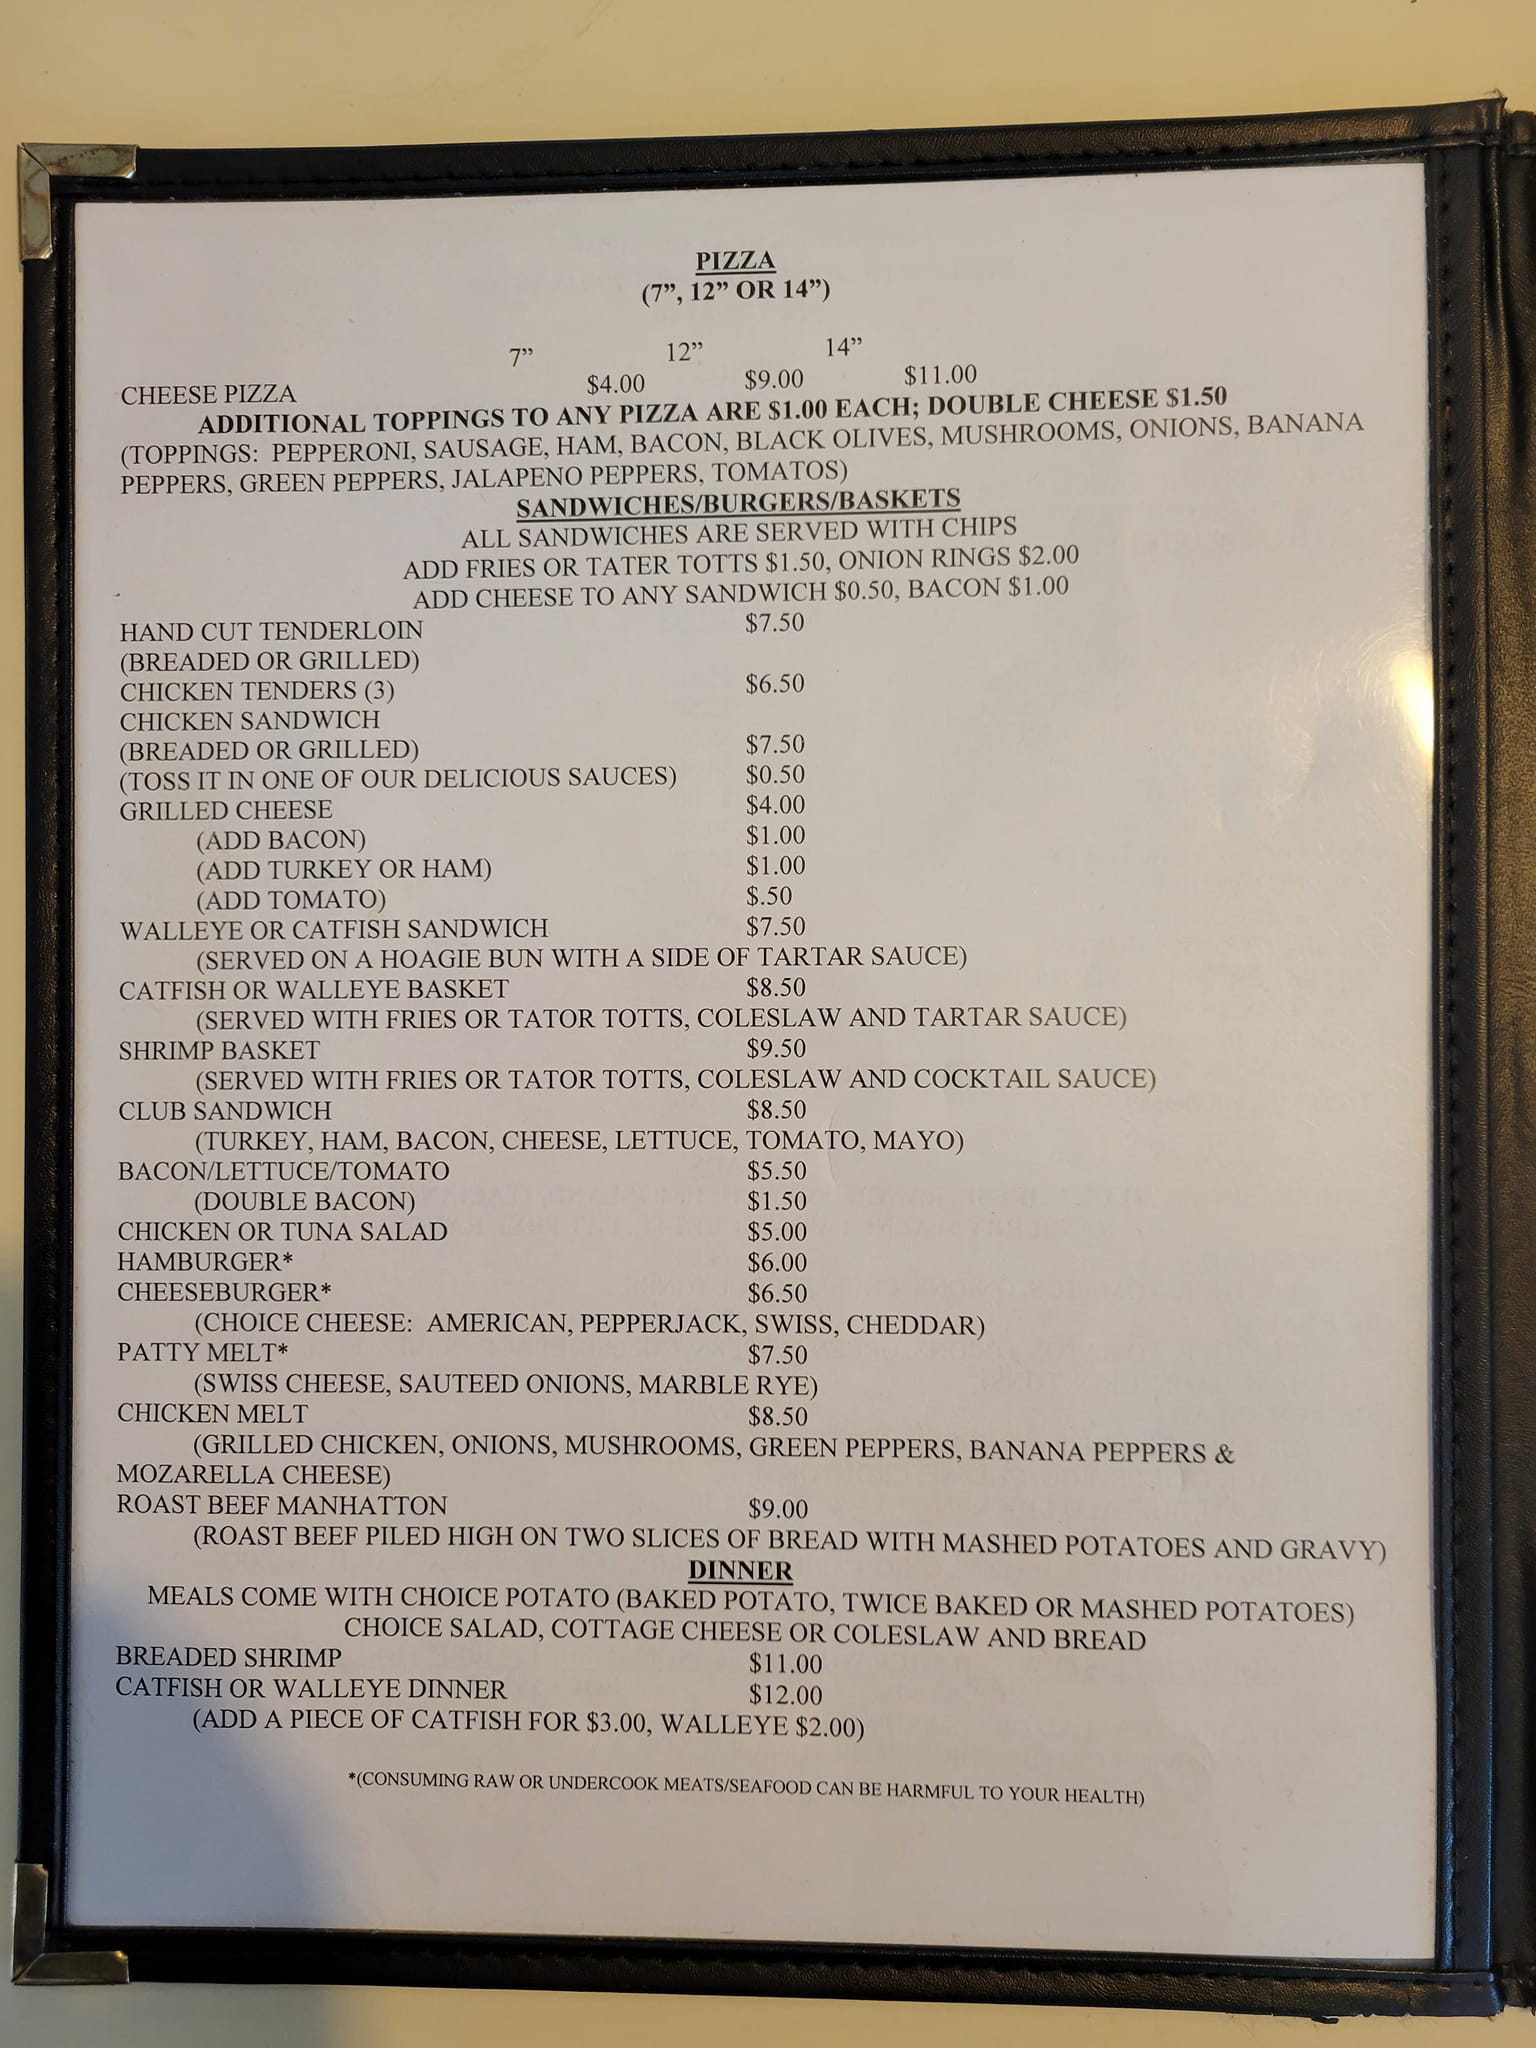 PIZZA
(7”, 12” OR 14”)
7” 12” 14”
CHEESE PIZZA $4.00 $9.00 $11.00
ADDITIONAL TOPPINGS TO ANY PIZZA ARE $1.00 EACH; DOUBLE CHEESE $1.50
(TOPPINGS: PEPPERONI, SAUSAGE, HAM, BACON, BLACK OLIVES, MUSHROOMS, ONIONS, BANANA
PEPPERS, GREEN PEPPERS, JALAPENO PEPPERS, TOMATOS)
SANDWICHES/BURGERS/BASKETS
ALL SANDWICHES ARE SERVED WITH CHIPS
ADD FRIES OR TATER TOTTS $1.50, ONION RINGS $2.00
ADD CHEESE TO ANY SANDWICH $0.50, BACON $1.00
HAND CUT TENDERLOIN $7.50
(BREADED OR GRILLED)
CHICKEN TENDERS (3) $6.50
CHICKEN SANDWICH
(BREADED OR GRILLED) $7.50
(TOSS IT IN ONE OF OUR DELICIOUS SAUCES) $0.50
GRILLED CHEESE $4.00
(ADD BACON) $1.00
(ADD TURKEY OR HAM) $1.00
(ADD TOMATO) $.50
WALLEYE OR CATFISH SANDWICH $7.50
(SERVED ON A HOAGIE BUN WITH A SIDE OF TARTAR SAUCE)
CATFISH OR WALLEYE BASKET $8.50
(SERVED WITH FRIES OR TATOR TOTTS, COLESLAW AND TARTAR SAUCE)
SHRIMP BASKET $9.50
(SERVED WITH FRIES OR TATOR TOTTS, COLESLAW AND COCKTAIL SAUCE)
CLUB SANDWICH $8.50
(TURKEY, HAM, BACON, CHEESE, LETTUCE, TOMATO, MAYO)
BACON/LETTUCE/TOMATO $5.50
(DOUBLE BACON) $1.50
CHICKEN OR TUNA SALAD $5.00
HAMBURGER* $6.00
CHEESEBURGER* $6.50
(CHOICE CHEESE: AMERICAN, PEPPERJACK, SWISS, CHEDDAR)
PATTY MELT* $7.50
(SWISS CHEESE, SAUTEED ONIONS, MARBLE RYE)
CHICKEN MELT $8.50
(GRILLED CHICKEN, ONIONS, MUSHROOMS, GREEN PEPPERS, BANANA PEPPERS &
MOZARELLA CHEESE)
ROAST BEEF MANHATTON $9.00
(ROAST BEEF PILED HIGH ON TWO SLICES OF BREAD WITH MASHED POTATOES AND GRAVY)
DINNER
MEALS COME WITH CHOICE POTATO (BAKED POTATO, TWICE BAKED OR MASHED POTATOES)
CHOICE SALAD, COTTAGE CHEESE OR COLESLAW AND BREAD
BREADED SHRIMP $11.00
CATFISH OR WALLEYE DINNER $12.00
(ADD A PIECE OF CATFISH FOR $3.00, WALLEYE $2.00)
*(CONSUMING RAW OR UNDERCOOK MEATS/SEAFOOD CAN BE HARMFUL TO YOUR HEALTH)